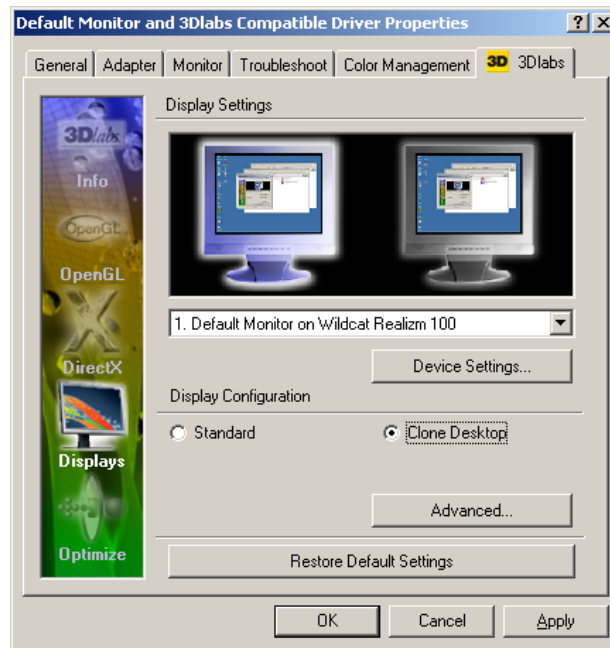 Default Monitor and 3Dlabs Compatible Driver Properties
General Adapter Monitor Troubleshoot Color Management 3D 3Dlabs
3Dlabs
Info
OpenGL
OpenGL
DirectX
Displays
Optimize
Display Settings
1. Default Monitor on Wildcat Realizm 100
Device Settings...
Display Configuration
Standard Clone Desktop
Advanced...
Restore Default Settings
OK Cancel Apply